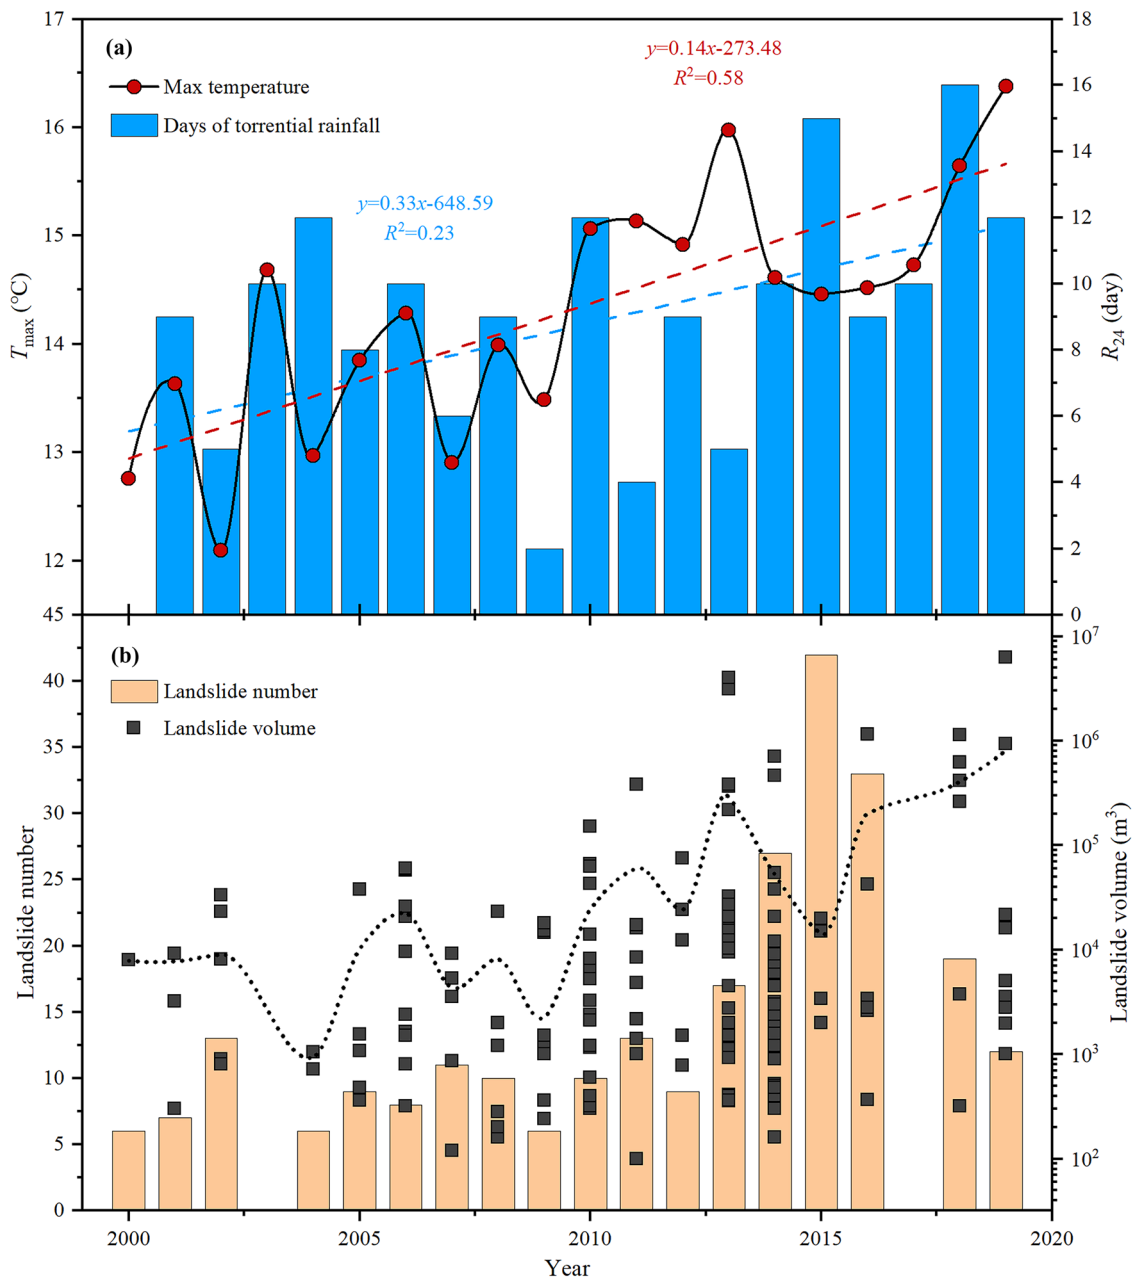 (a)
Max temperature
Days of torrential rainfall
y=0.14x-273.48
R²=0.58
y=0.33x-648.59
R²=0.23
17
16
15
14
13
12
45
T_max (°C)
18
16
14
12
10
8
6
4
2
0
R_24 (day)
(b)
Landslide number
Landslide volume
40
35
30
25
20
15
10
5
0
Landslide number
10⁷
10⁶
10⁵
10⁴
10³
10²
Landslide volume (m³)
2000 2005 2010 2015 2020
Year